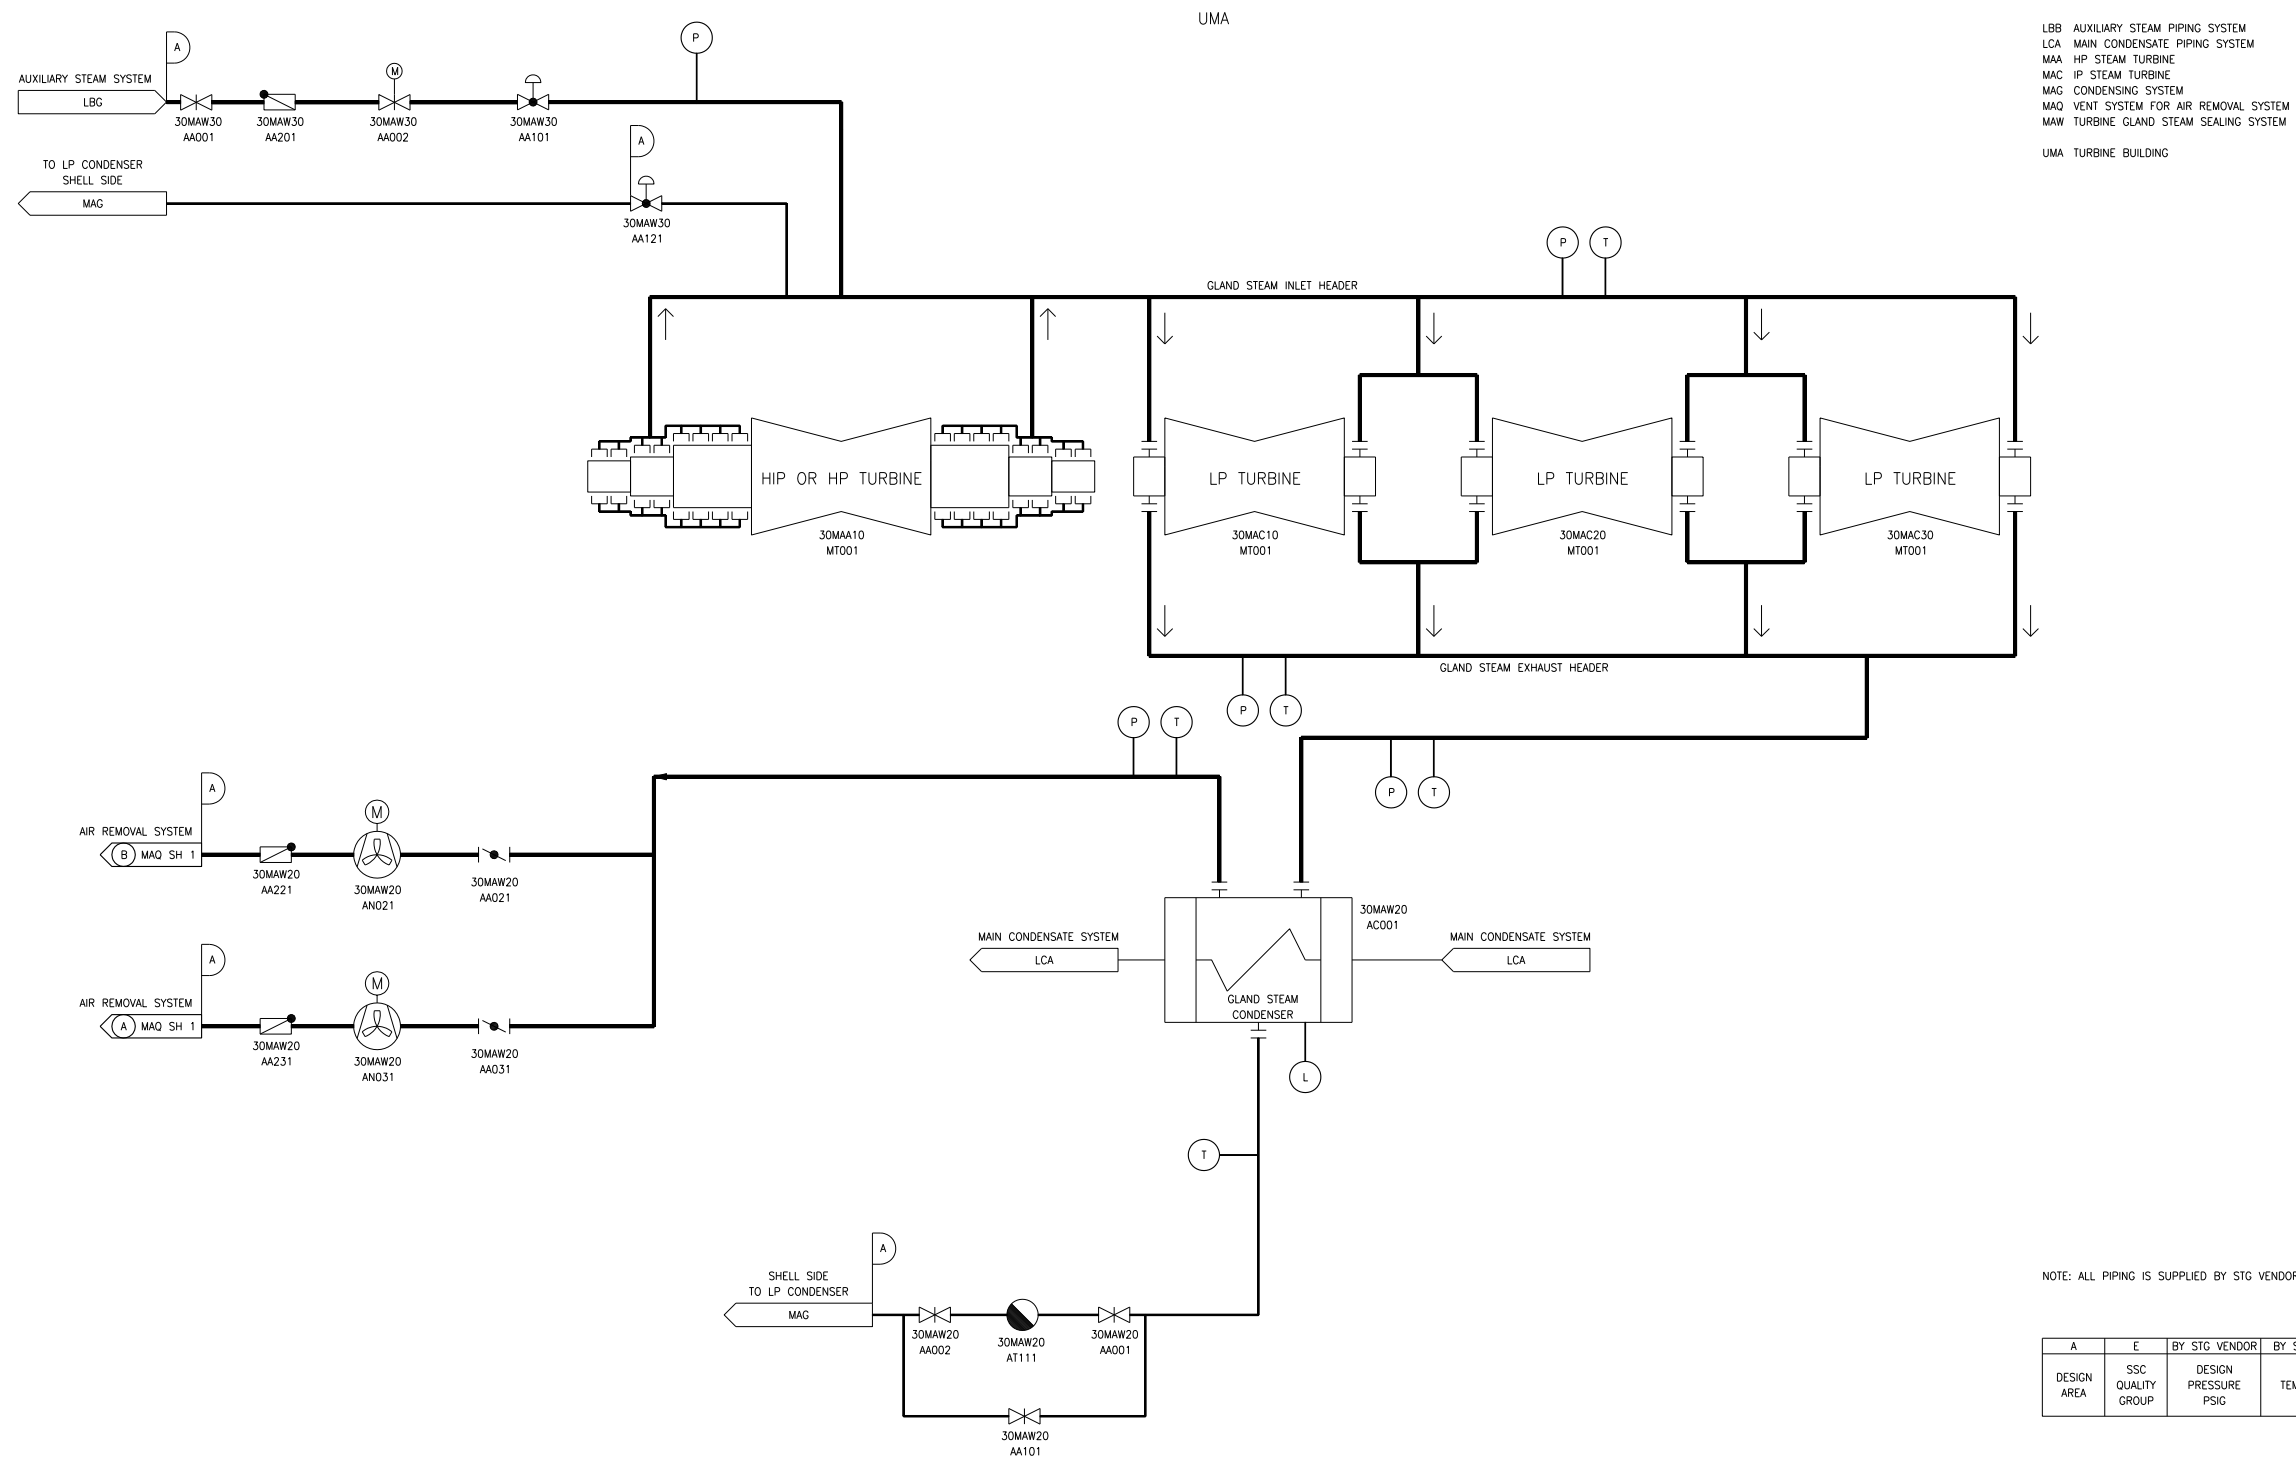 UMA
LBB AUXILIARY STEAM PIPING SYSTEM
LCA MAIN CONDENSATE PIPING SYSTEM
MAA HP STEAM TURBINE
MAC IP STEAM TURBINE
MAG CONDENSING SYSTEM
MAQ VENT SYSTEM FOR AIR REMOVAL SYSTEM
MAW TURBINE GLAND STEAM SEALING SYSTEM
UMA TURBINE BUILDING
P
A
M
AUXILIARY STEAM SYSTEM
LBG
30MAW30
AA001
30MAW30
AA201
30MAW30
AA002
30MAW30
AA101
A
TO LP CONDENSER
SHELL SIDE
MAG
30MAW30
AA121
P
T
GLAND STEAM INLET HEADER
HIP OR HP TURBINE
30MAA10
MT001
LP TURBINE
30MAC10
MT001
LP TURBINE
30MAC20
MT001
LP TURBINE
30MAC30
MT001
GLAND STEAM EXHAUST HEADER
P
T
P
T
P
T
A
M
AIR REMOVAL SYSTEM
B MAQ SH 1
30MAW20
AA221
30MAW20
AN021
30MAW20
AA021
A
M
AIR REMOVAL SYSTEM
A MAQ SH 1
30MAW20
AA231
30MAW20
AN031
30MAW20
AA031
30MAW20
AC001
MAIN CONDENSATE SYSTEM
LCA
MAIN CONDENSATE SYSTEM
LCA
GLAND STEAM
CONDENSER
L
T
A
SHELL SIDE
TO LP CONDENSER
MAG
30MAW20
AA002
30MAW20
AT111
30MAW20
AA001
30MAW20
AA101
NOTE: ALL PIPING IS SUPPLIED BY STG VENDOR
A E BY STG VENDOR BY
DESIGN
AREA
SSC
QUALITY
GROUP
DESIGN
PRESSURE
PSIG